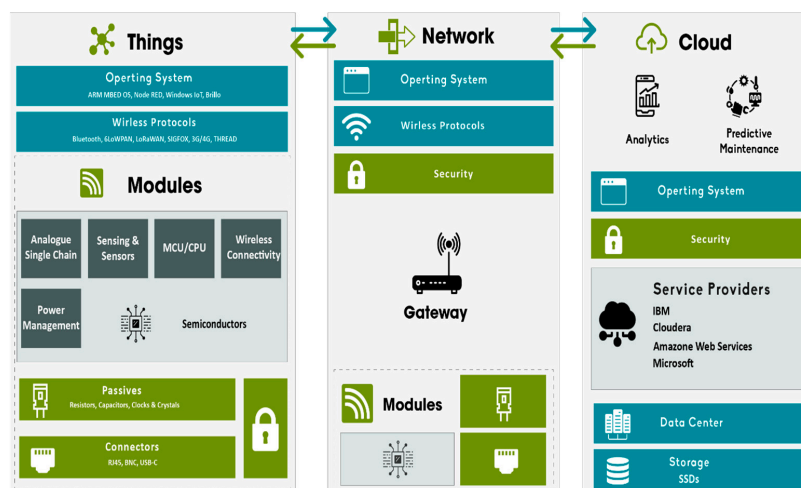 Things
Operting System
ARM MBED OS, Node RED, Windows IoT, Brillo
Wirless Protocols
Bluetooth, 6LoWPAN, LoRaWAN, SIGFOX, 3G/4G, THREAD
Modules
Analogue
Single Chain
Sensing &
Sensors
MCU/CPU
Wireless
Connectivity
Power
Management
Semiconductors
Passives
Resistors, Capacitors, Clocks & Crystals
Connectors
RJ45, BNC, USB-C
Network
Operting System
Wirless Protocols
Security
Gateway
Modules
Cloud
Analytics
Predictive
Maintenance
Operting System
Security
Service Providers
IBM
Cloudera
Amazone Web Services
Microsoft
Data Center
Storage
SSDs